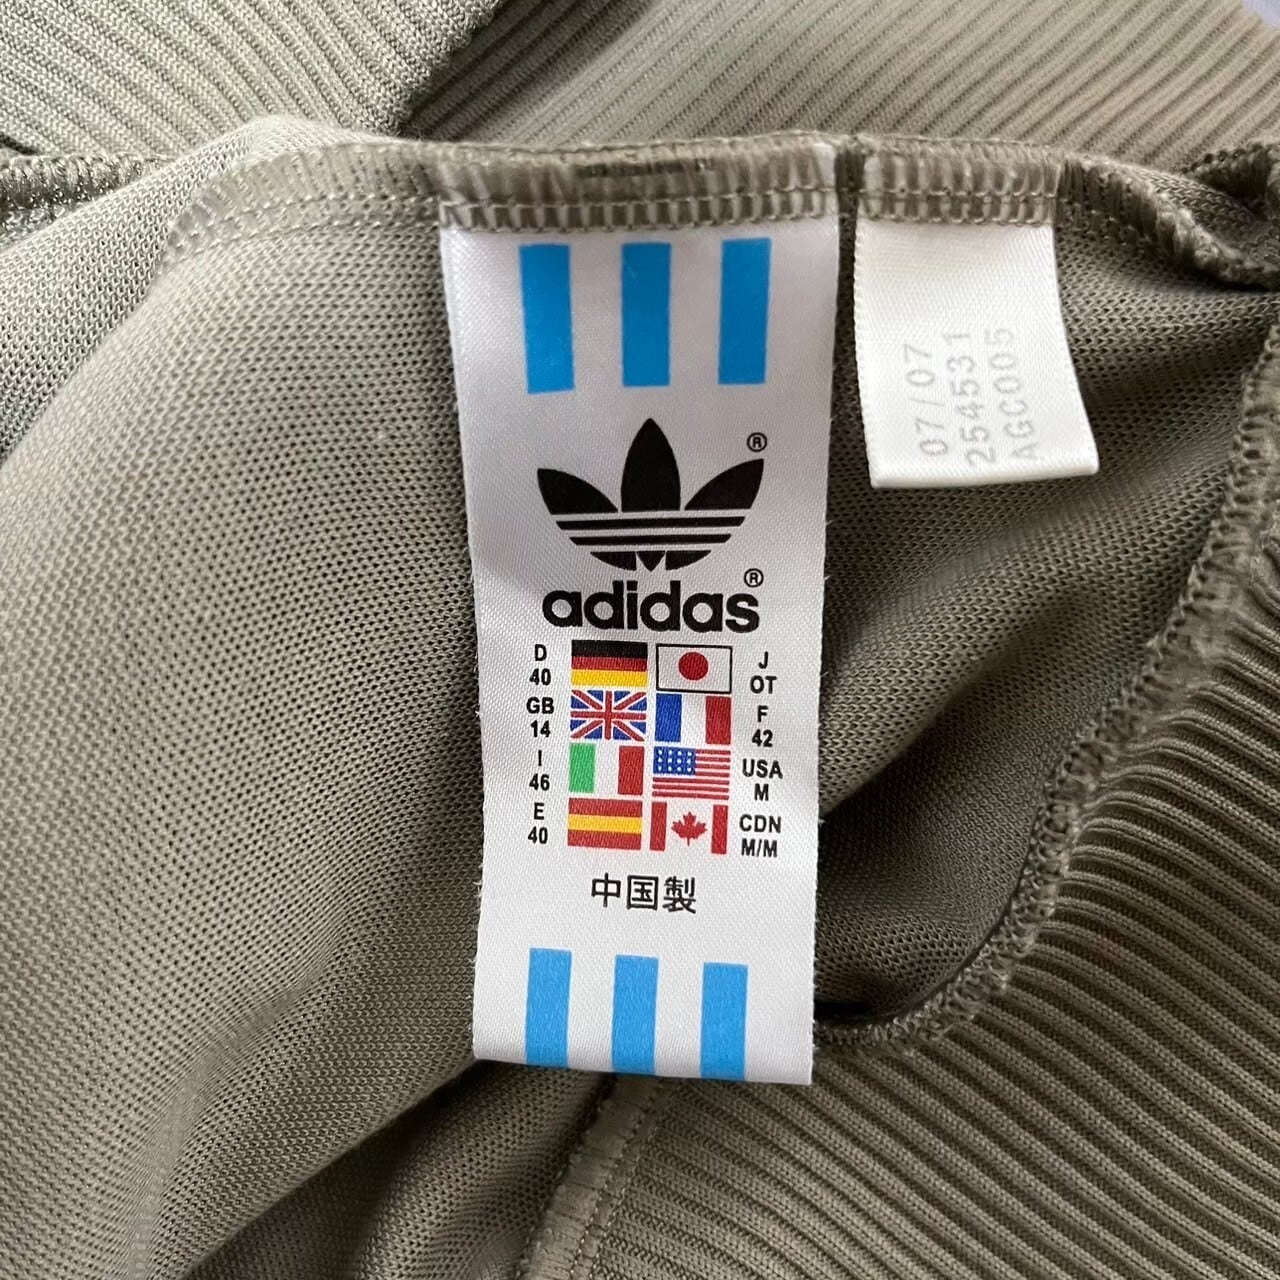 ®
adidas®
D
40
J
OT
GB
14
F
42
I
46
USA
M
E
40
CDN
M/M
中国製
07/07
254531
AGC005